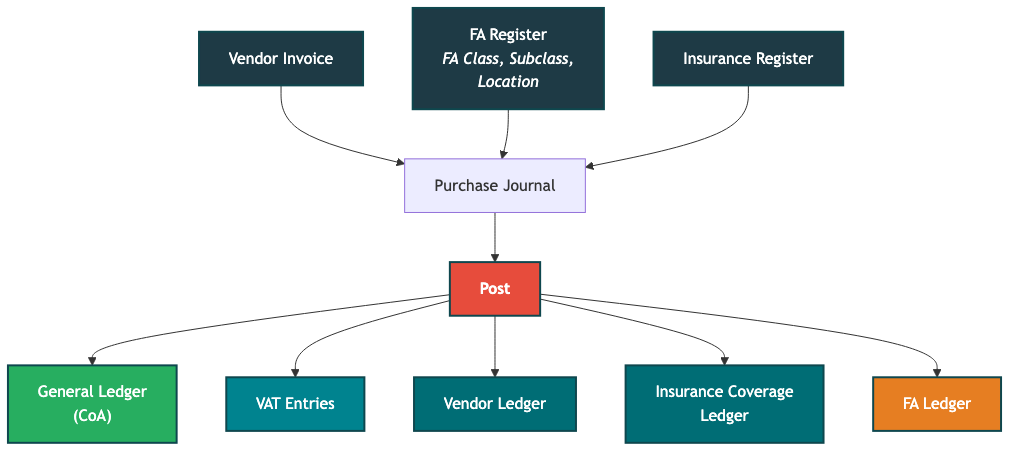 Vendor Invoice
FA Register
FA Class, Subclass,
Location
Insurance Register
Purchase Journal
Post
General Ledger
(CoA)
VAT Entries
Vendor Ledger
Insurance Coverage
Ledger
FA Ledger